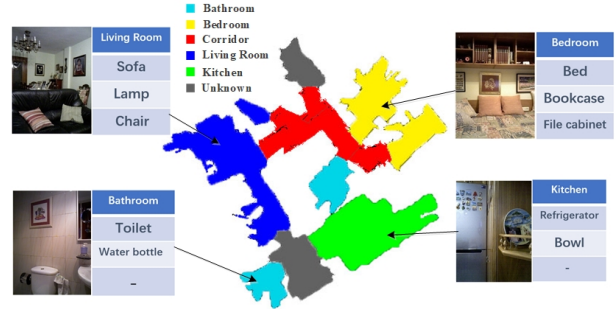 Living Room
Sofa
Lamp
Chair
Bathroom
Bedroom
Corridor
Living Room
Kitchen
Unknown
Bedroom
Bed
Bookcase
File cabinet
Bathroom
Toilet
Water bottle
-
Kitchen
Refrigerator
Bowl
-